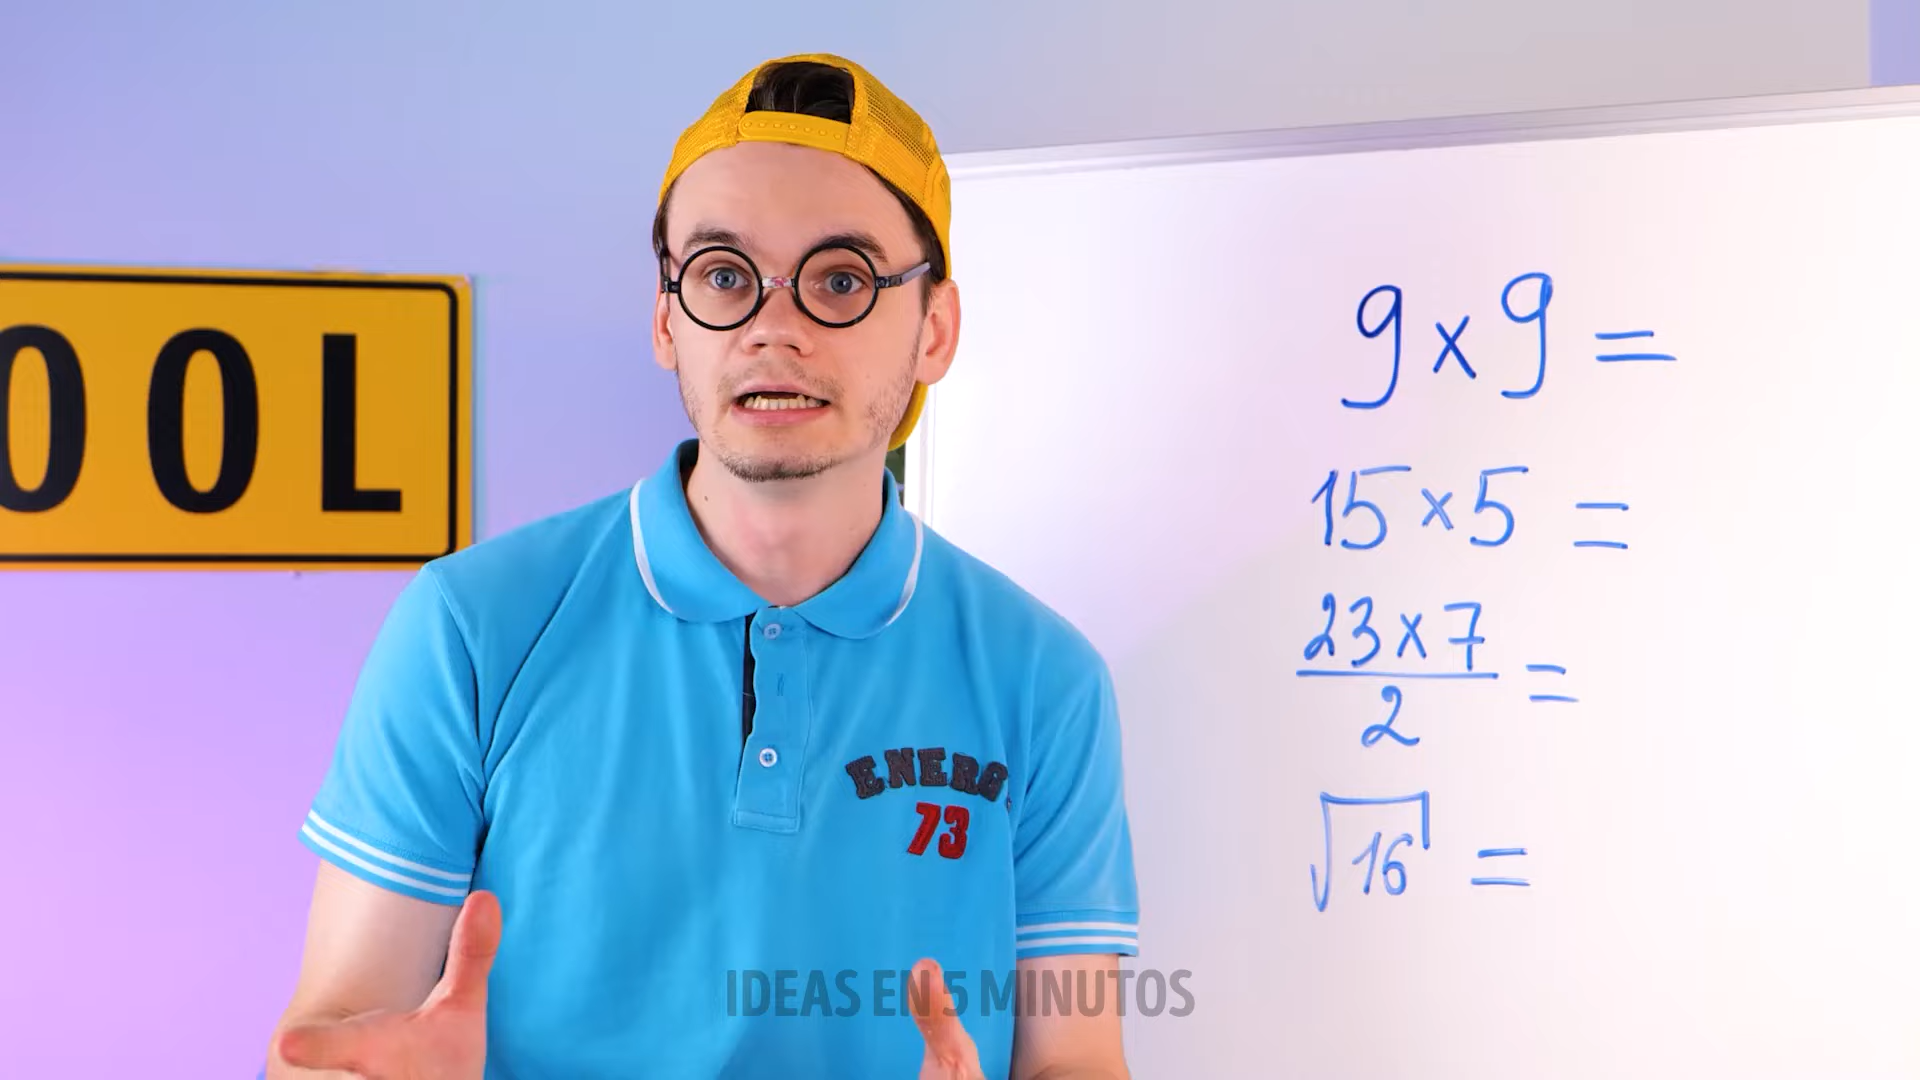 OOL
9 x 9 =
15 x 5 =
23 x 7
2
=
√16 =
ENERG
73
IDEAS EN 5 MINUTOS